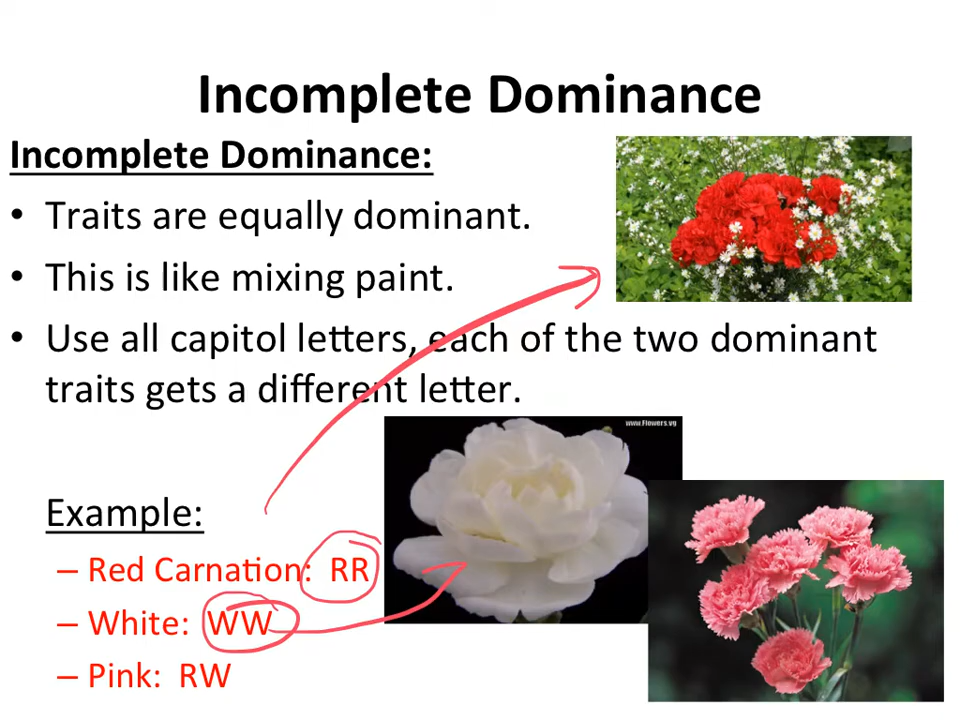 Incomplete Dominance
Incomplete Dominance:
• Traits are equally dominant.
• This is like mixing paint.
• Use all capitol letters, each of the two dominant
traits gets a different letter.
www.Flowers.vg
Example:
– Red Carnation: RR
– White: WW
– Pink: RW